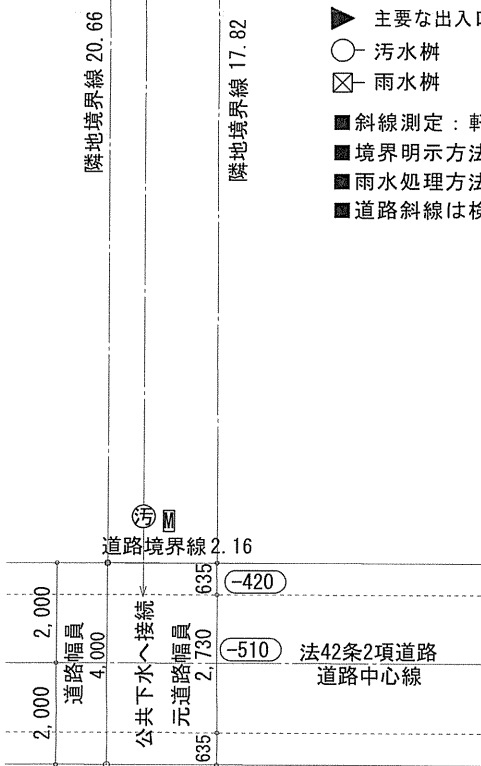 主要な出入口
汚水桝
雨水桝
■斜線測定：軒
■境界明示方法
■雨水処理方法
■道路斜線は検
隣地境界線 20.66
隣地境界線 17.82
汚 M
道路境界線 2.16
2,000
2,000
道路幅員
4,000
公共下水へ接続
元道路幅員
2,730
635
635
-420
-510
法42条2項道路
道路中心線